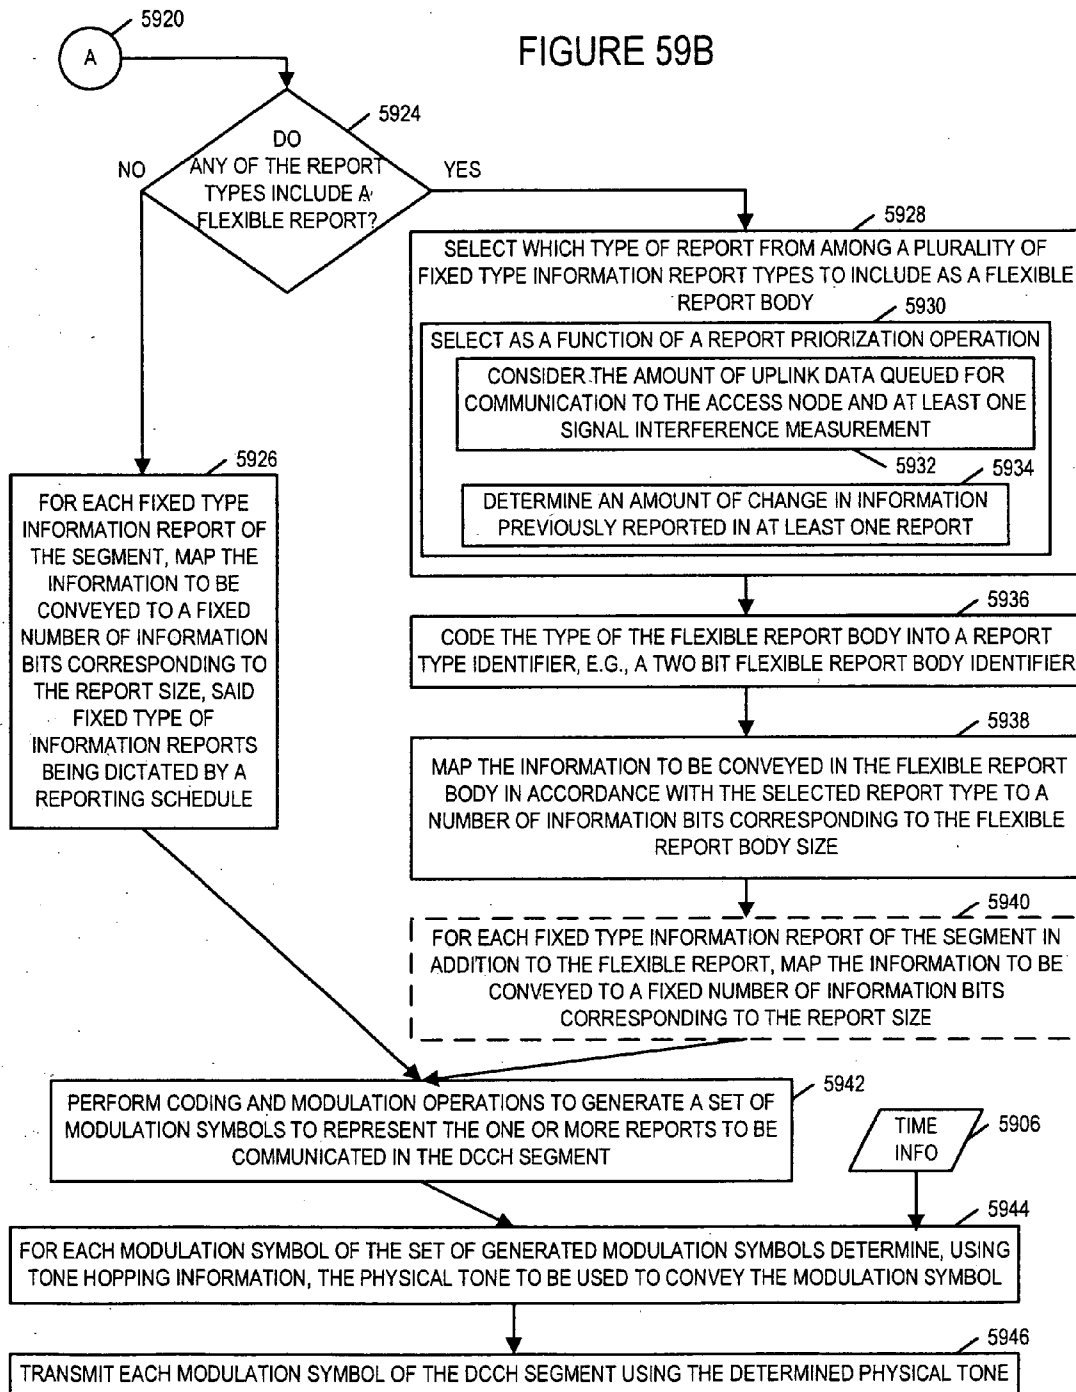 5920
A
FIGURE 59B
5924
DO
ANY OF THE REPORT
TYPES INCLUDE A
FLEXIBLE REPORT?
NO
YES
5928
SELECT WHICH TYPE OF REPORT FROM AMONG A PLURALITY OF
FIXED TYPE INFORMATION REPORT TYPES TO INCLUDE AS A FLEXIBLE
REPORT BODY
5930
SELECT AS A FUNCTION OF A REPORT PRIORIZATION OPERATION
CONSIDER THE AMOUNT OF UPLINK DATA QUEUED FOR
COMMUNICATION TO THE ACCESS NODE AND AT LEAST ONE
SIGNAL INTERFERENCE MEASUREMENT
5932
5934
DETERMINE AN AMOUNT OF CHANGE IN INFORMATION
PREVIOUSLY REPORTED IN AT LEAST ONE REPORT
5926
FOR EACH FIXED TYPE
INFORMATION REPORT OF
THE SEGMENT, MAP THE
INFORMATION TO BE
CONVEYED TO A FIXED
NUMBER OF INFORMATION
BITS CORRESPONDING TO
THE REPORT SIZE, SAID
FIXED TYPE OF
INFORMATION REPORTS
BEING DICTATED BY A
REPORTING SCHEDULE
5936
CODE THE TYPE OF THE FLEXIBLE REPORT BODY INTO A REPORT
TYPE IDENTIFIER, E.G., A TWO BIT FLEXIBLE REPORT BODY IDENTIFIER
5938
MAP THE INFORMATION TO BE CONVEYED IN THE FLEXIBLE REPORT
BODY IN ACCORDANCE WITH THE SELECTED REPORT TYPE TO A
NUMBER OF INFORMATION BITS CORRESPONDING TO THE FLEXIBLE
REPORT BODY SIZE
5940
FOR EACH FIXED TYPE INFORMATION REPORT OF THE SEGMENT IN
ADDITION TO THE FLEXIBLE REPORT, MAP THE INFORMATION TO BE
CONVEYED TO A FIXED NUMBER OF INFORMATION BITS
CORRESPONDING TO THE REPORT SIZE
5942
PERFORM CODING AND MODULATION OPERATIONS TO GENERATE A SET OF
MODULATION SYMBOLS TO REPRESENT THE ONE OR MORE REPORTS TO BE
COMMUNICATED IN THE DCCH SEGMENT
TIME
INFO
5906
5944
FOR EACH MODULATION SYMBOL OF THE SET OF GENERATED MODULATION SYMBOLS DETERMINE, USING
TONE HOPPING INFORMATION, THE PHYSICAL TONE TO BE USED TO CONVEY THE MODULATION SYMBOL
5946
TRANSMIT EACH MODULATION SYMBOL OF THE DCCH SEGMENT USING THE DETERMINED PHYSICAL TONE